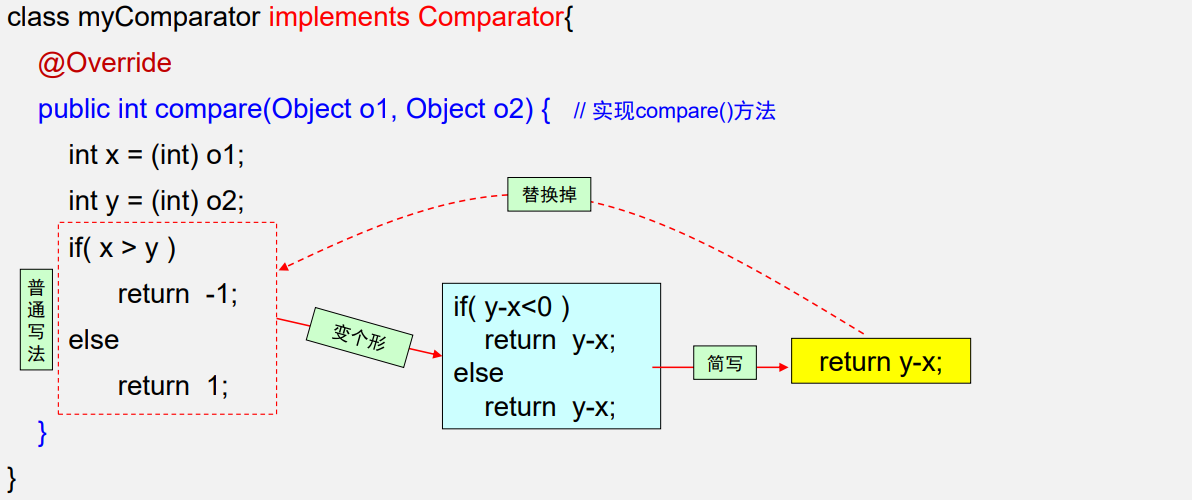 class myComparator implements Comparator{
@Override
public int compare(Object o1, Object o2) { // 实现compare()方法
int x = (int) o1;
int y = (int) o2;
替换掉
普通写法
if( x > y )
return -1;
else
return 1;
变个形
if( y-x<0 )
return y-x;
else
return y-x;
简写
return y-x;
}
}